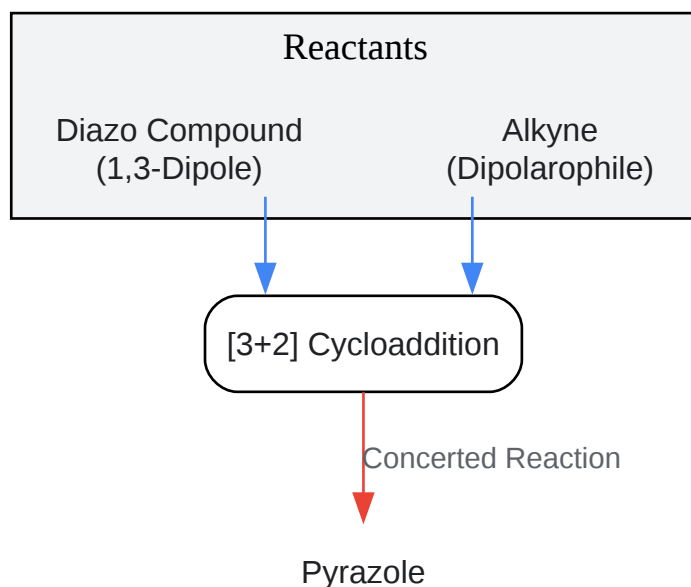 Reactants
Diazo Compound
(1,3-Dipole)
Alkyne
(Dipolarophile)
[3+2] Cycloaddition
Concerted Reaction
Pyrazole